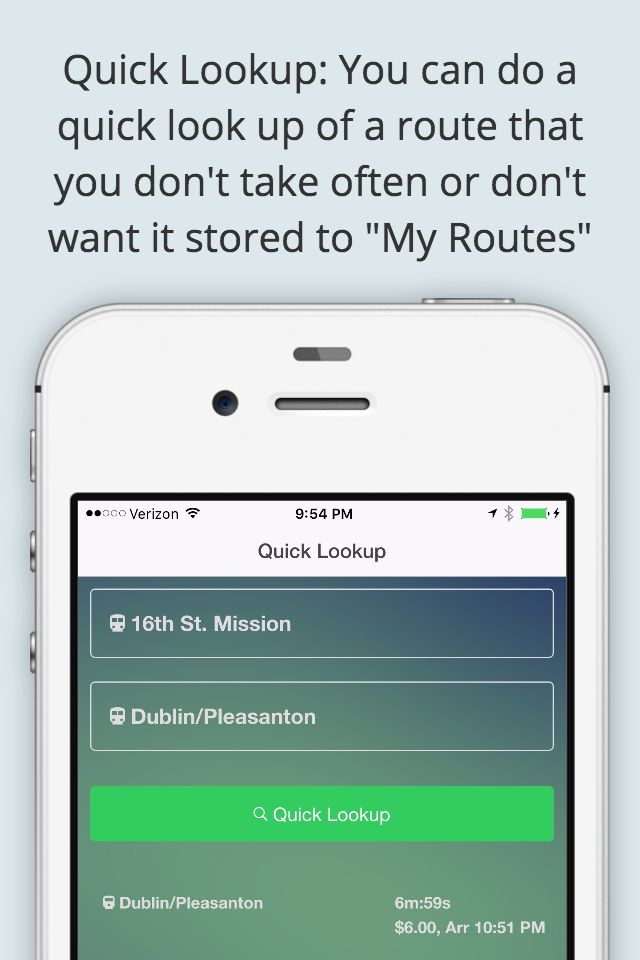 Quick Lookup: You can do a
quick look up of a route that
you don't take often or don't
want it stored to "My Routes"
Verizon 9:54 PM
Quick Lookup
16th St. Mission
Dublin/Pleasanton
Quick Lookup
Dublin/Pleasanton 6m:59s
$6.00, Arr 10:51 PM